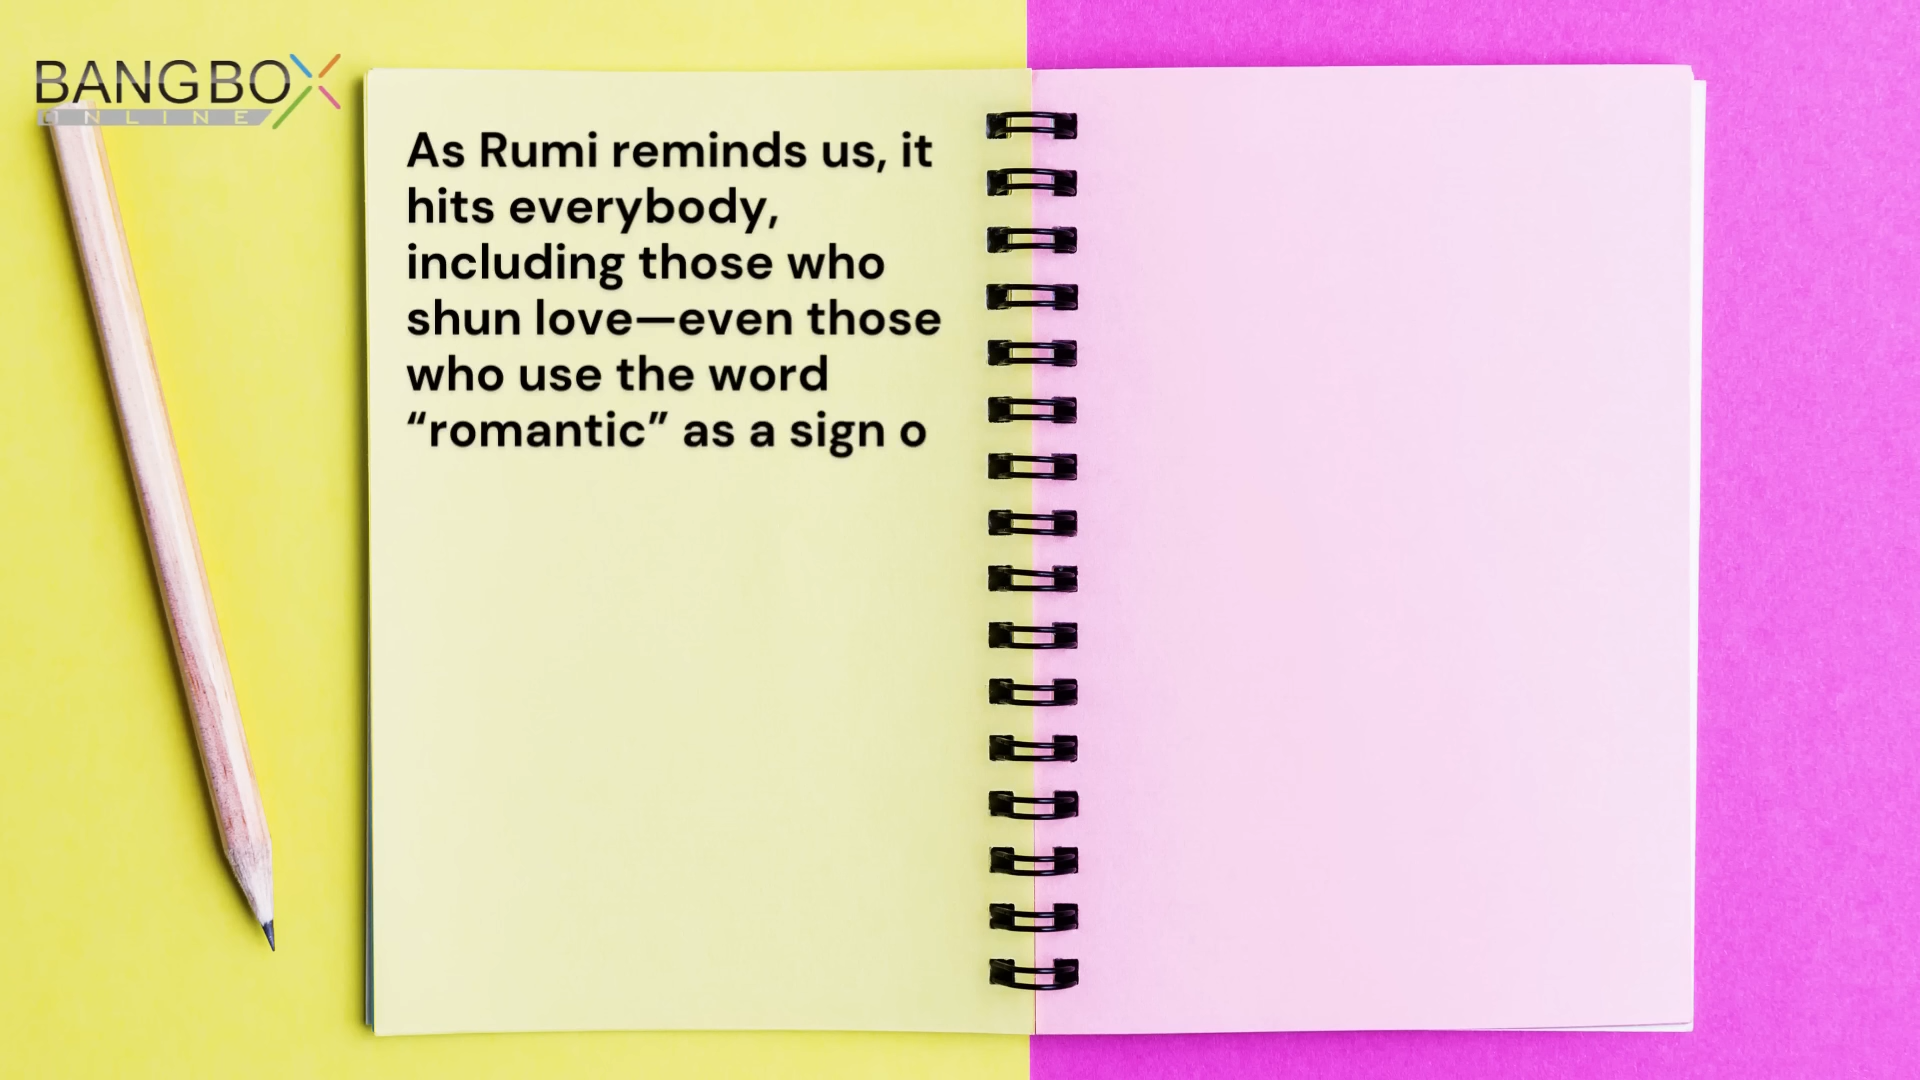 BANGBOX
ONLINE
As Rumi reminds us, it
hits everybody,
including those who
shun love—even those
who use the word
“romantic” as a sign o